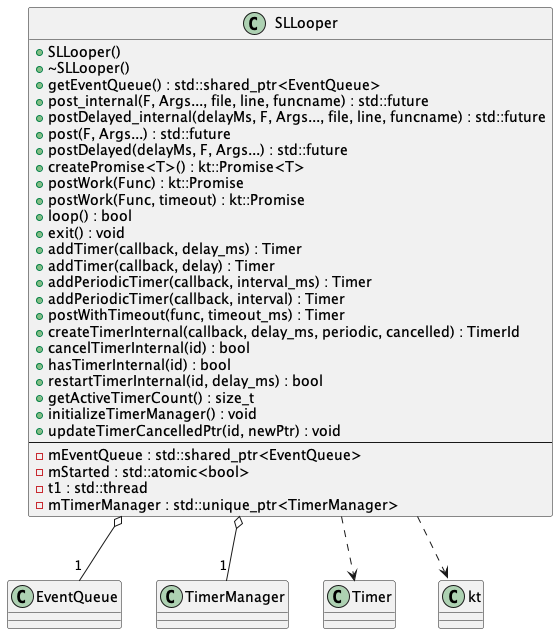 C SLLooper
SLLooper()
~SLLooper()
getEventQueue() : std::shared_ptr<EventQueue>
post_internal(F, Args..., file, line, funcname) : std::future
postDelayed_internal(delayMs, F, Args..., file, line, funcname) : std::future
post(F, Args...) : std::future
postDelayed(delayMs, F, Args...) : std::future
createPromise<T>() : kt::Promise<T>
postWork(Func) : kt::Promise
postWork(Func, timeout) : kt::Promise
loop() : bool
exit() : void
addTimer(callback, delay_ms) : Timer
addTimer(callback, delay) : Timer
addPeriodicTimer(callback, interval_ms) : Timer
addPeriodicTimer(callback, interval) : Timer
postWithTimeout(func, timeout_ms) : Timer
createTimerInternal(callback, delay_ms, periodic, cancelled) : TimerId
cancelTimerInternal(id) : bool
hasTimerInternal(id) : bool
restartTimerInternal(id, delay_ms) : bool
getActiveTimerCount() : size_t
initializeTimerManager() : void
updateTimerCancelledPtr(id, newPtr) : void
mEventQueue : std::shared_ptr<EventQueue>
mStarted : std::atomic<bool>
t1 : std::thread
mTimerManager : std::unique_ptr<TimerManager>
1
1
C EventQueue
C TimerManager
C Timer
C kt